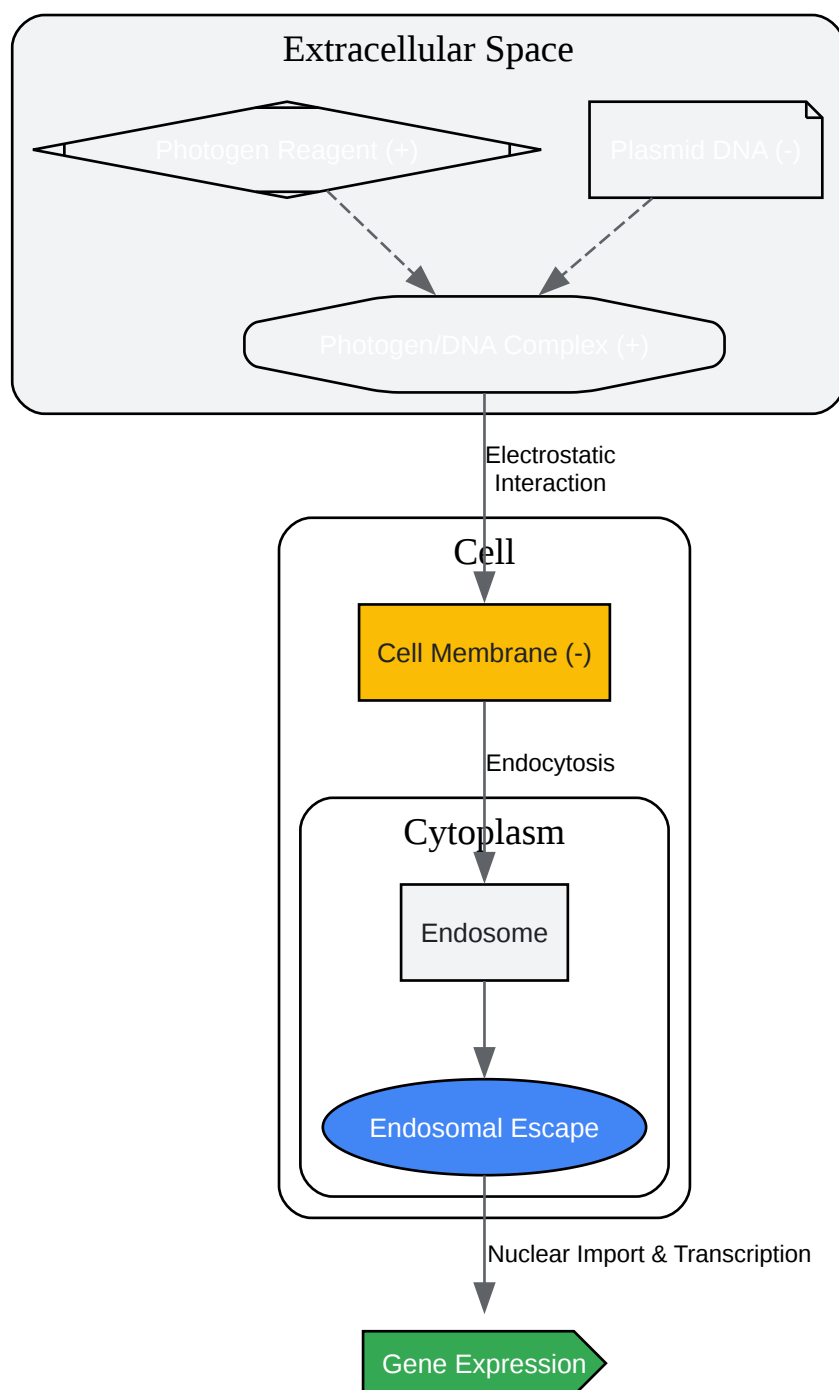 Extracellular Space
Photogen Reagent (+)
Plasmid DNA (-)
Photogen/DNA Complex (+)
Electrostatic
Interaction
Cell
Cell Membrane (-)
Endocytosis
Cytoplasm
Endosome
Endosomal Escape
Nuclear Import & Transcription
Gene Expression